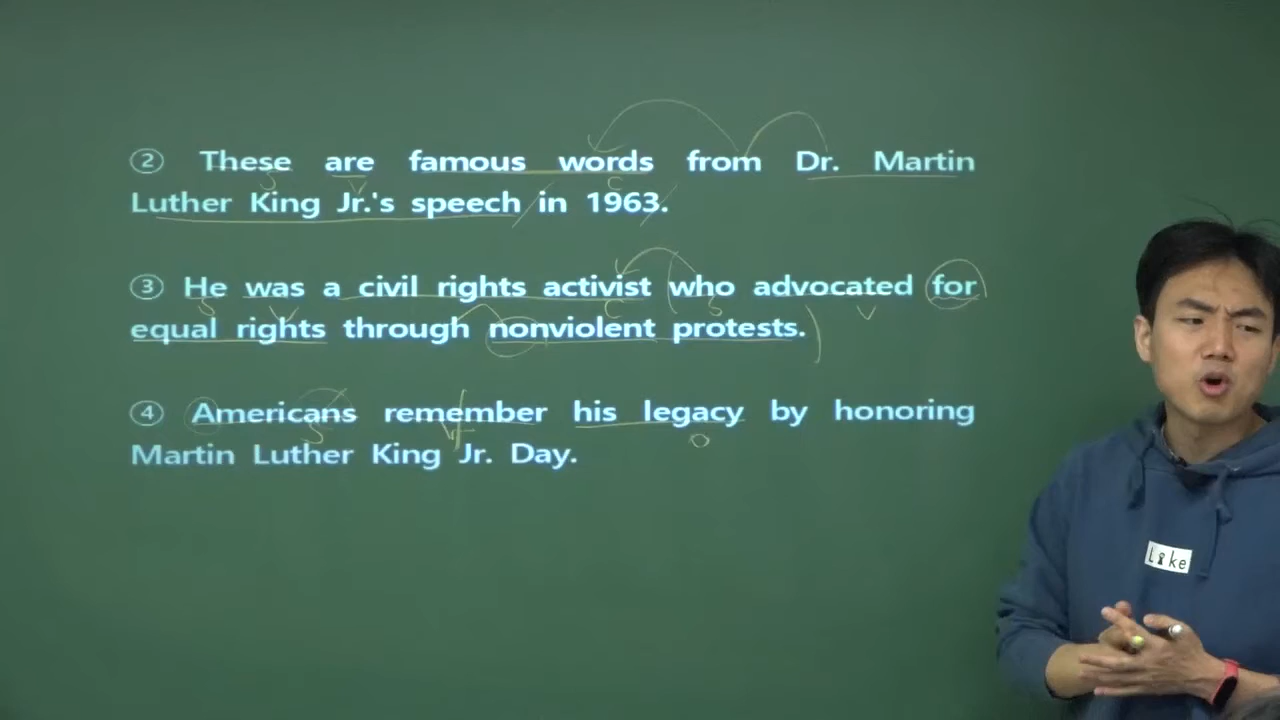 ② These are famous words from Dr. Martin
S V C
Luther King Jr.'s speech in 1963.
③ He was a civil rights activist who advocated for
S V C S V
equal rights through nonviolent protests.
④ Americans remember his legacy by honoring
S V O
Martin Luther King Jr. Day.
Like